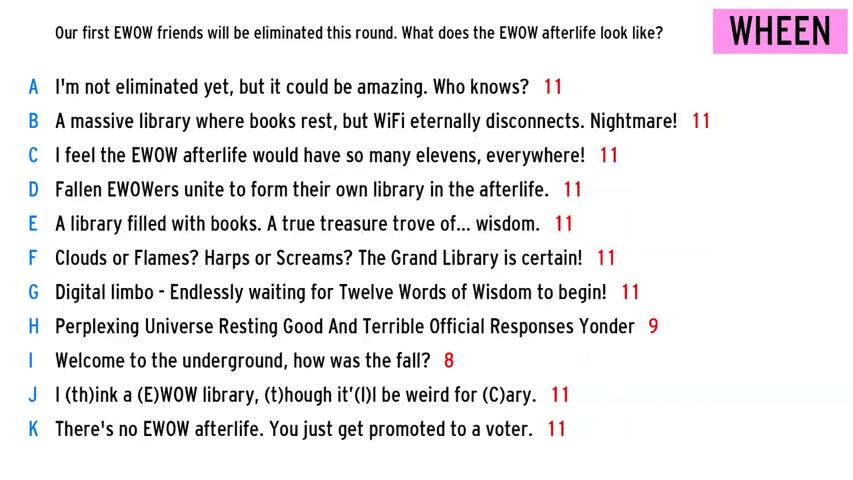 Our first EWOW friends will be eliminated this round. What does the EWOW afterlife look like?
WHEEN
A I'm not eliminated yet, but it could be amazing. Who knows? 11
B A massive library where books rest, but WiFi eternally disconnects. Nightmare! 11
C I feel the EWOW afterlife would have so many elevens, everywhere! 11
D Fallen EWOWers unite to form their own library in the afterlife. 11
E A library filled with books. A true treasure trove of... wisdom. 11
F Clouds or Flames? Harps or Screams? The Grand Library is certain! 11
G Digital limbo - Endlessly waiting for Twelve Words of Wisdom to begin! 11
H Perplexing Universe Resting Good And Terrible Official Responses Yonder 9
I Welcome to the underground, how was the fall? 8
J I (th)ink a (E)WOW library, (t)hough it'(l)l be weird for (C)ary. 11
K There's no EWOW afterlife. You just get promoted to a voter. 11